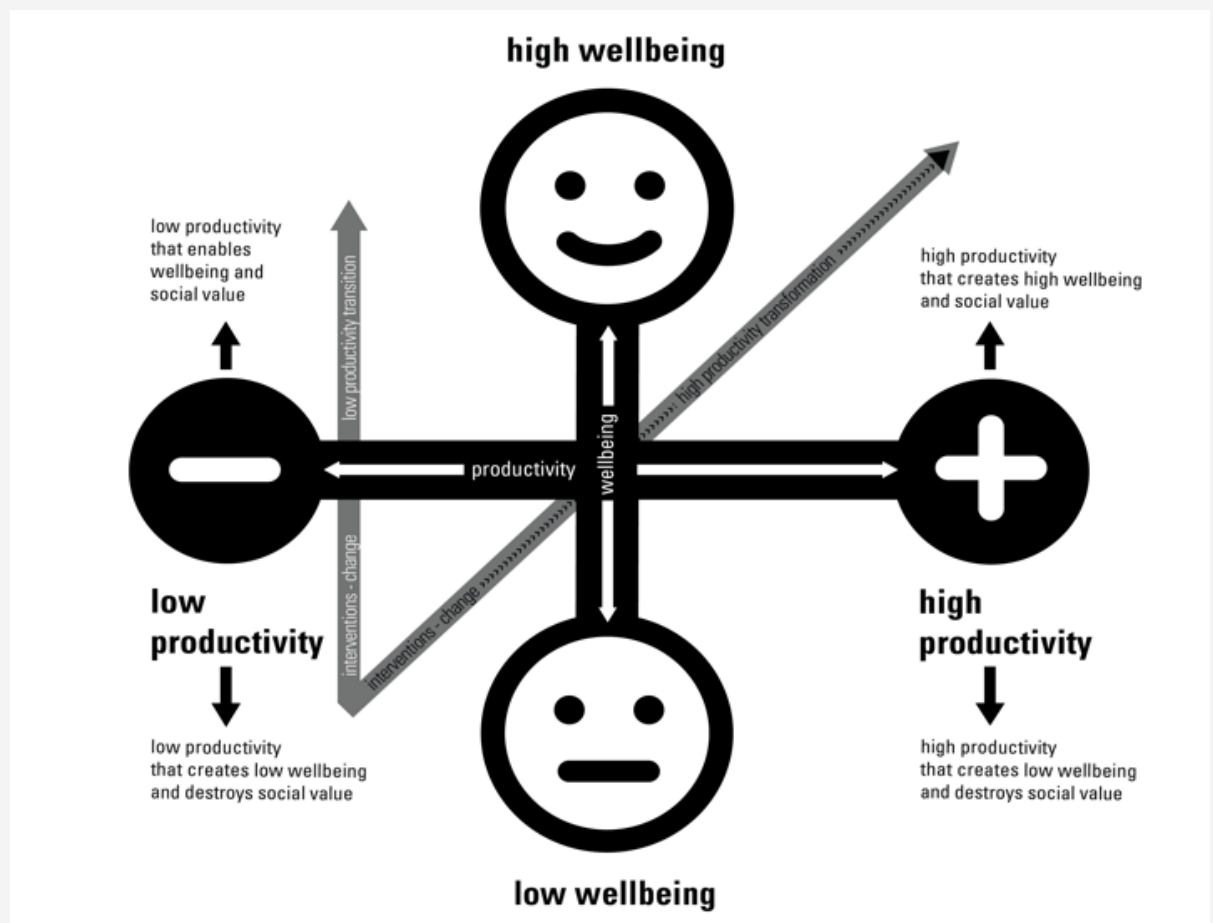 high wellbeing
low productivity
that enables
wellbeing and
social value
low productivity transition
high productivity transformation
high productivity
that creates high wellbeing
and social value
productivity
wellbeing
interventions - change
interventions - change
low
productivity
high
productivity
low productivity
that creates low wellbeing
and destroys social value
high productivity
that creates low wellbeing
and destroys social value
low wellbeing